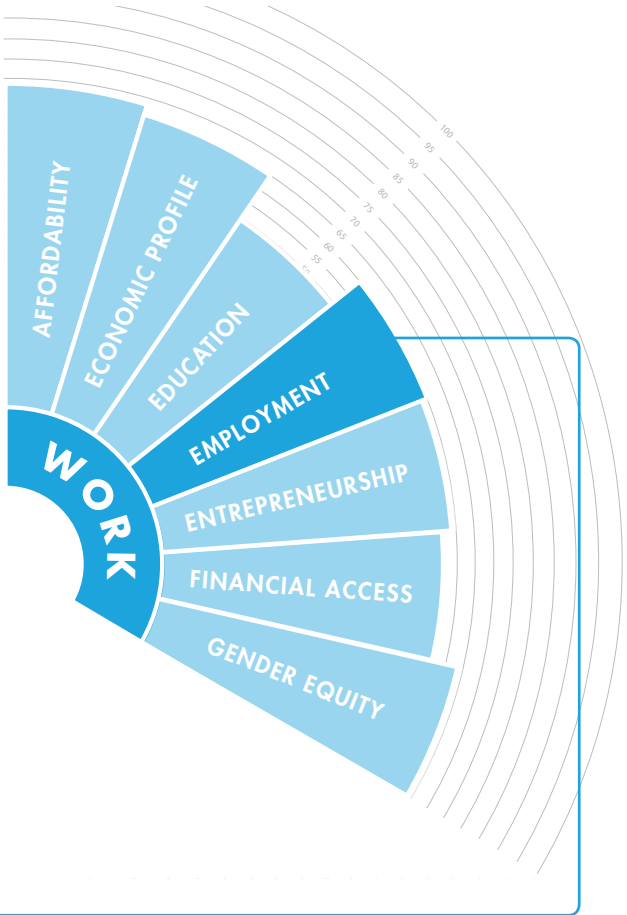 100
95
90
85
80
75
70
65
60
55
AFFORDABILITY
ECONOMIC PROFILE
EDUCATION
EMPLOYMENT
ENTREPRENEURSHIP
FINANCIAL ACCESS
GENDER EQUITY
WORK